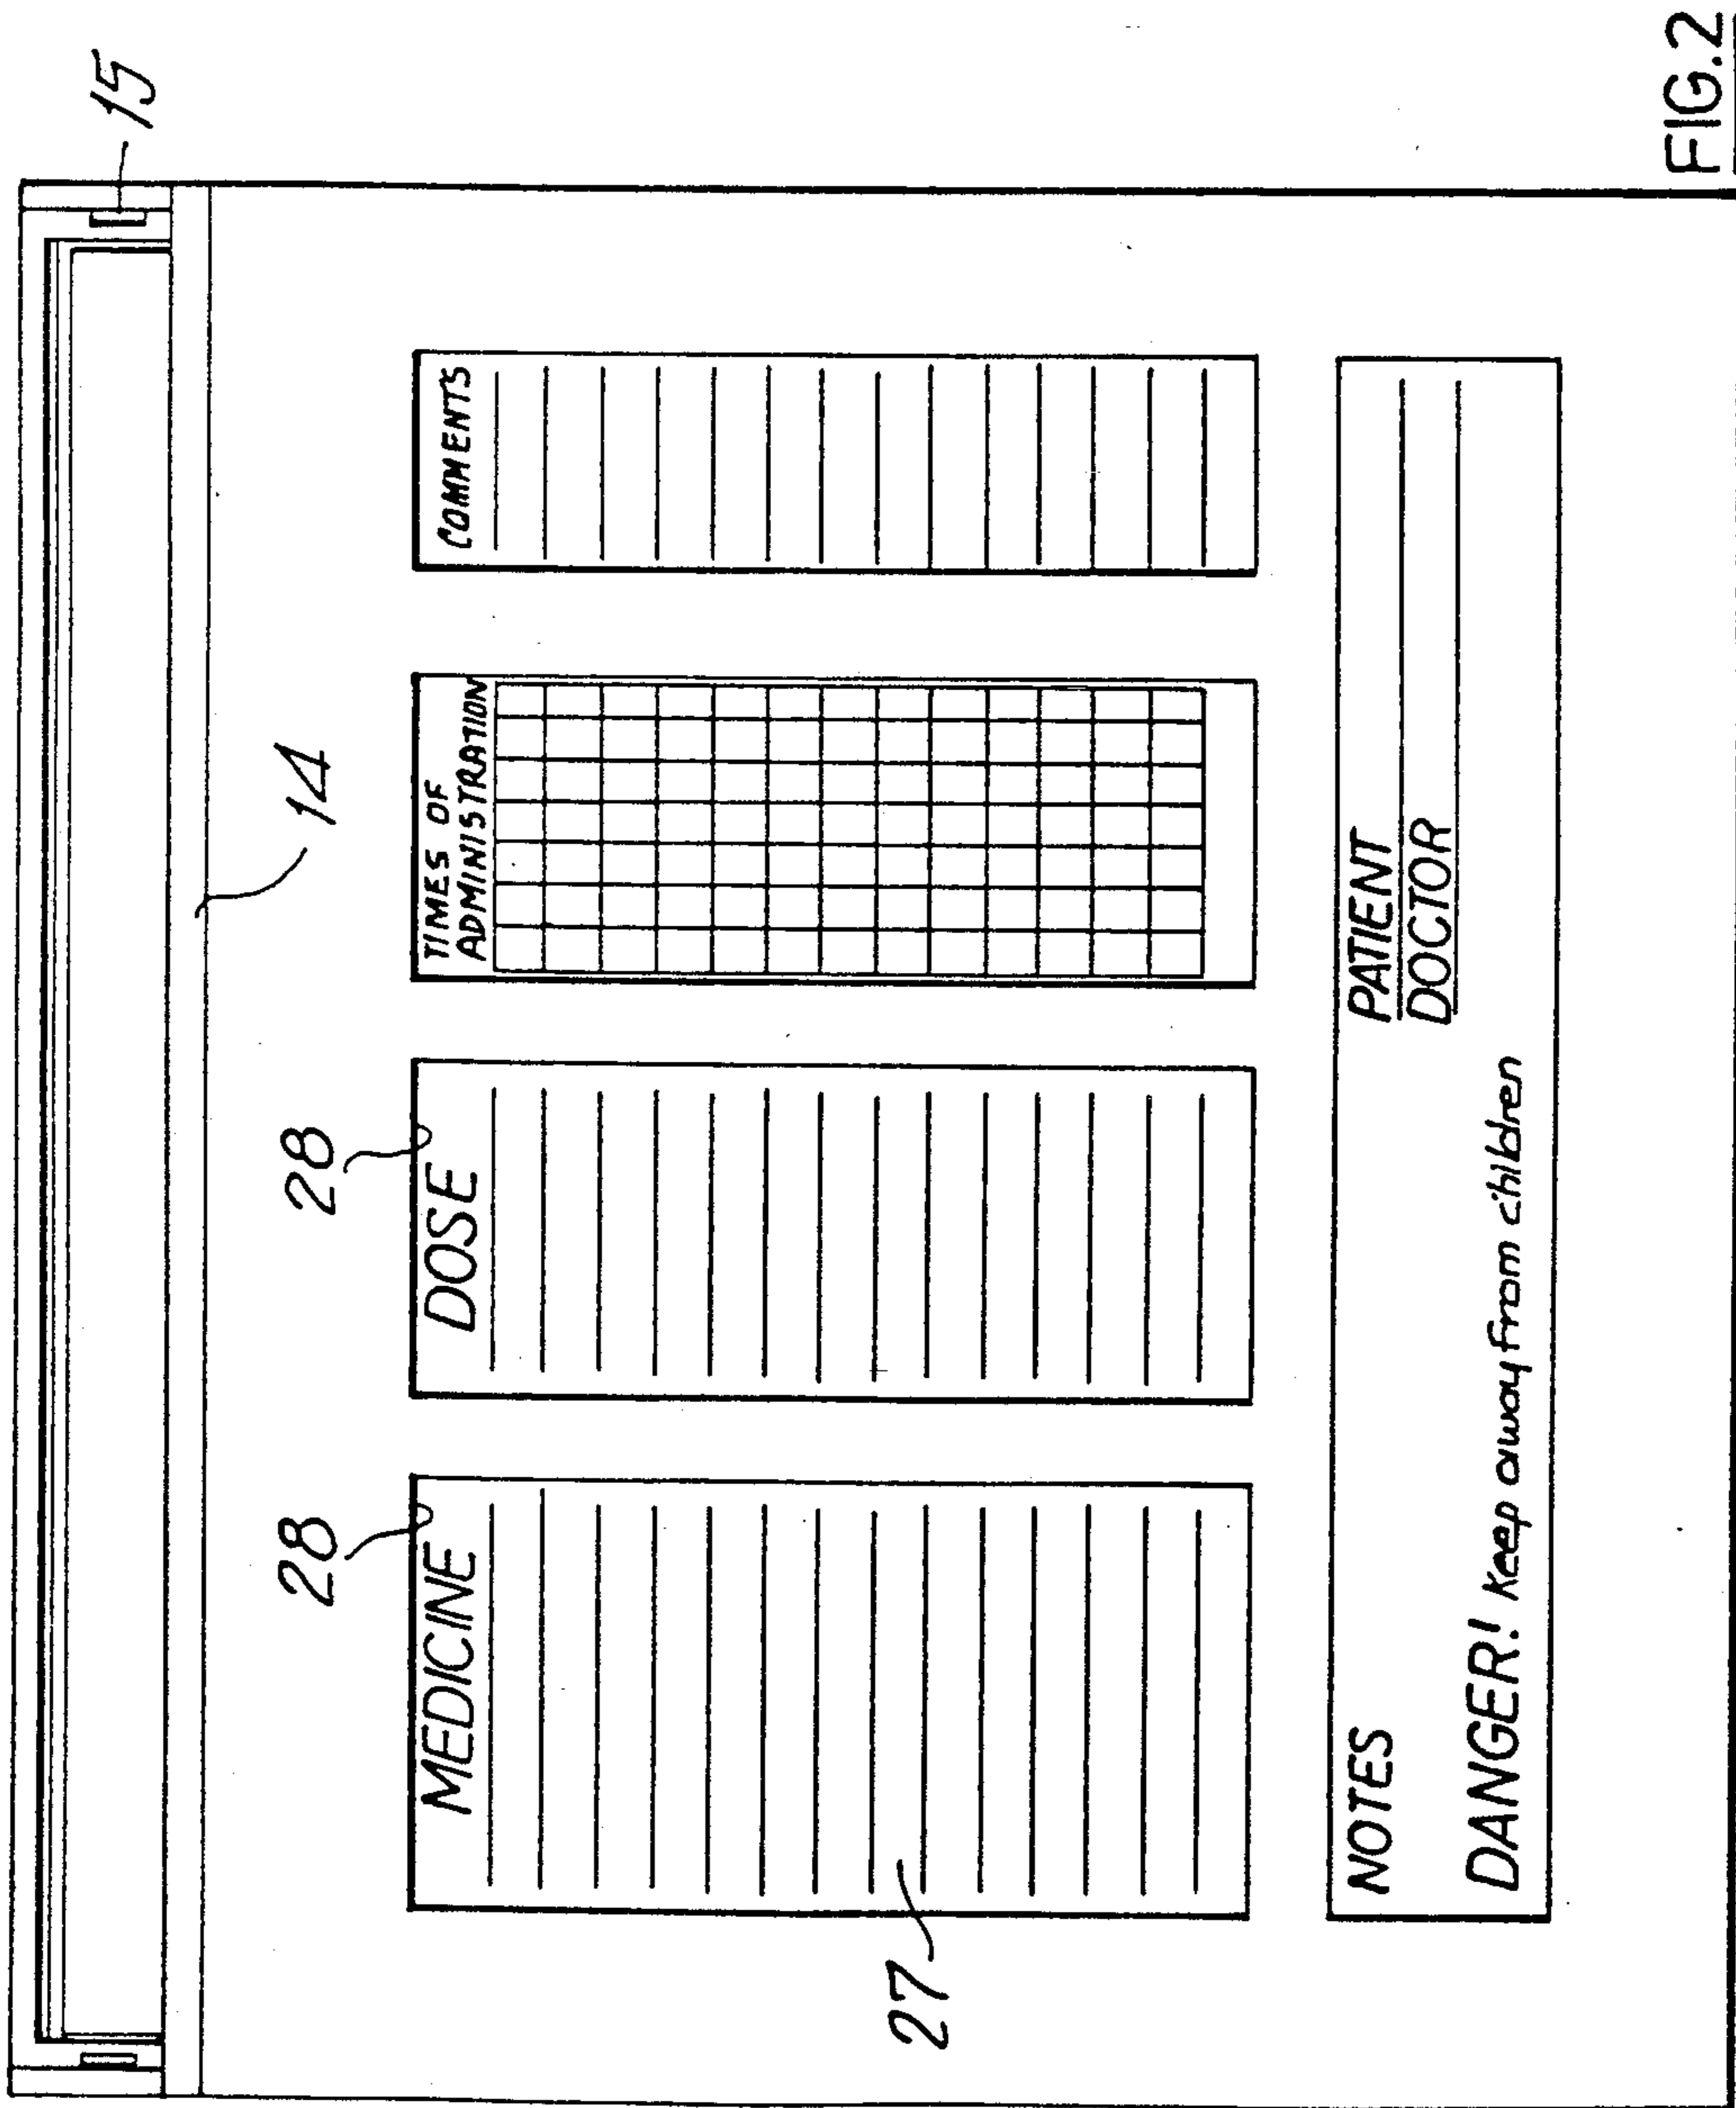 15
14
28
28
MEDICINE
DOSE
TIMES OF
ADMINISTRATION
COMMENTS
27
NOTES
PATIENT
DOCTOR
DANGER! Keep away from children
FIG.2